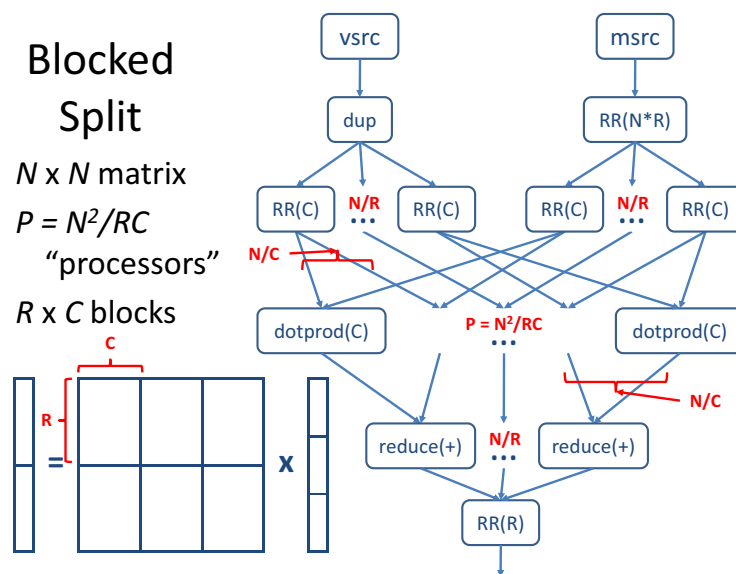 Blocked
Split
N x N matrix
P = N²/RC
"processors"
R x C blocks
vsrc
msrc
dup
RR(N*R)
RR(C)
N/R
...
RR(C)
RR(C)
N/R
...
RR(C)
N/C
dotprod(C)
P = N²/RC
...
dotprod(C)
N/C
reduce(+)
N/R
...
reduce(+)
RR(R)
C
R
=
x